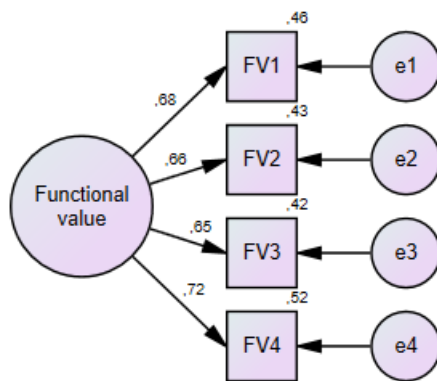 ,46
FV1
e1
,68
,43
FV2
e2
,66
Functional
value
,42
FV3
e3
,65
,52
,72
FV4
e4